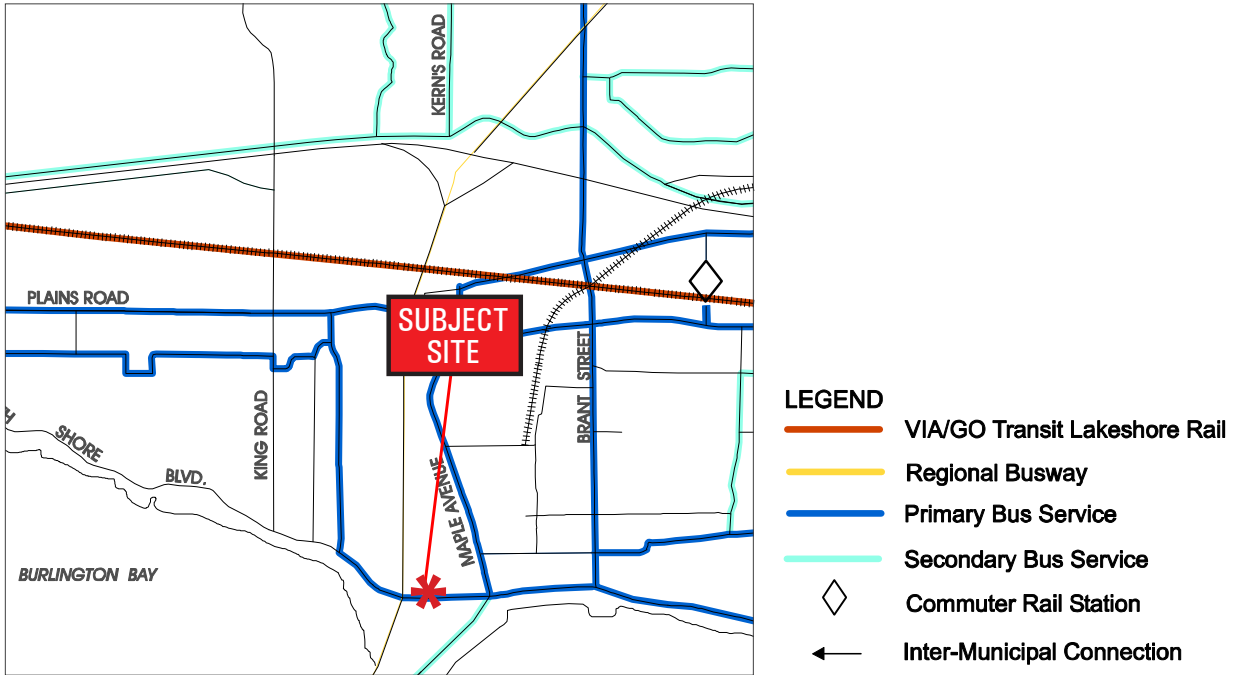 KERN'S ROAD
PLAINS ROAD
SUBJECT
SITE
BRANT STREET
KING ROAD
SHORE
BLVD.
MAPLE AVENUE
BURLINGTON BAY
LEGEND
VIA/GO Transit Lakeshore Rail
Regional Busway
Primary Bus Service
Secondary Bus Service
Commuter Rail Station
Inter-Municipal Connection